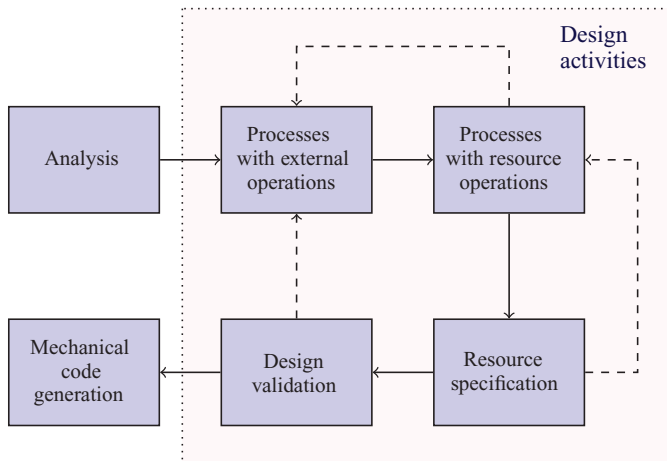 Design
activities
Analysis
Processes
with external
operations
Processes
with resource
operations
Mechanical
code
generation
Design
validation
Resource
specification